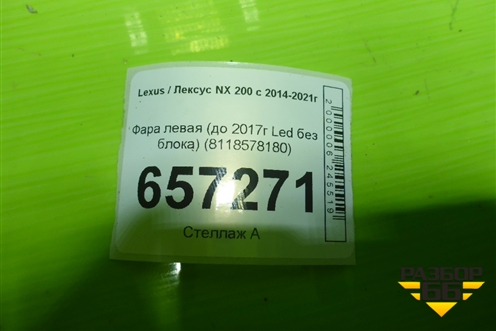 Lexus / Лексус NX 200 с 2014-2021г
Фара левая (до 2017г Led без
блока) (8118578180)
657271
Стеллаж А
2000006245519
РАЗБОР
66